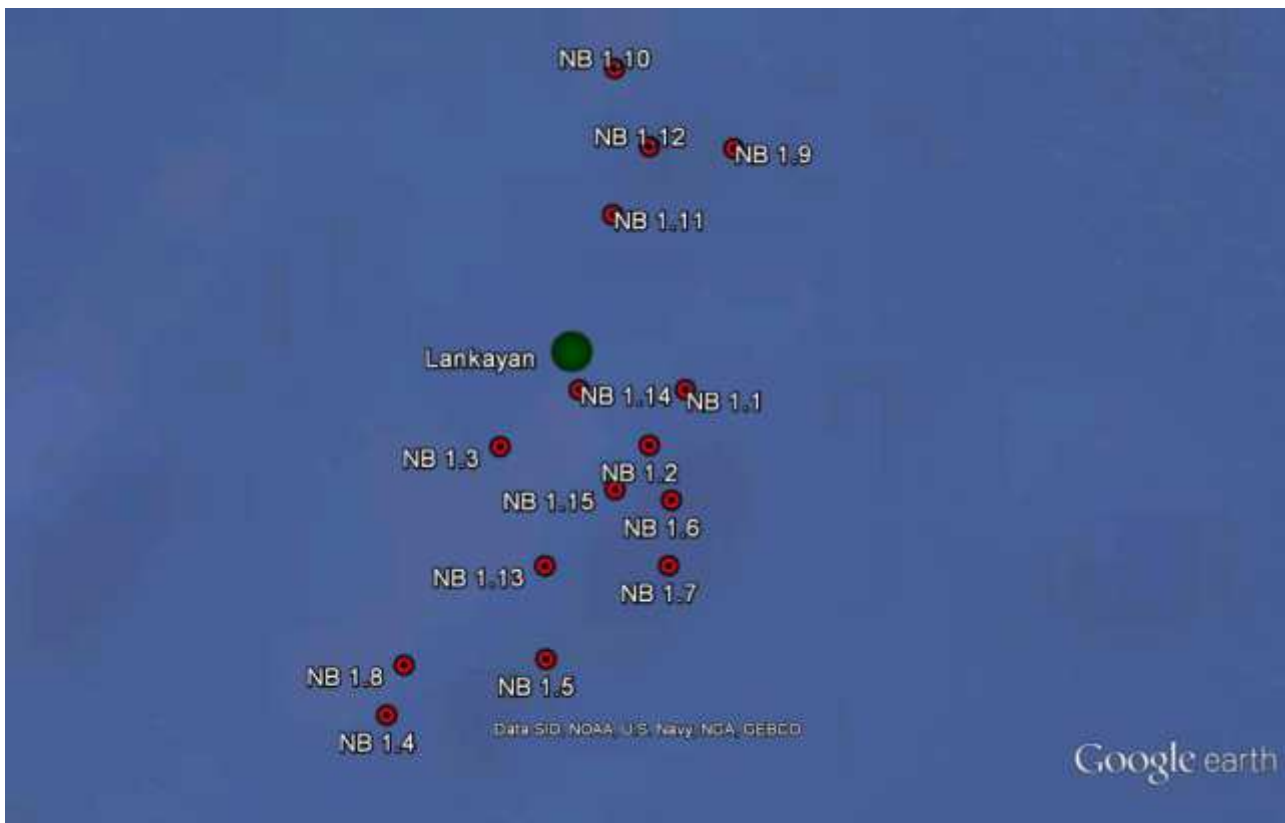 NB 1.10
NB 1.12
NB 1.9
NB 1.11
Lankayan
NB 1.14
NB 1.1
NB 1.3
NB 1.2
NB 1.15
NB 1.6
NB 1.13
NB 1.7
NB 1.8
NB 1.5
Data SIO, NOAA, U.S. Navy, NGA, GEBCO
NB 1.4
Google earth